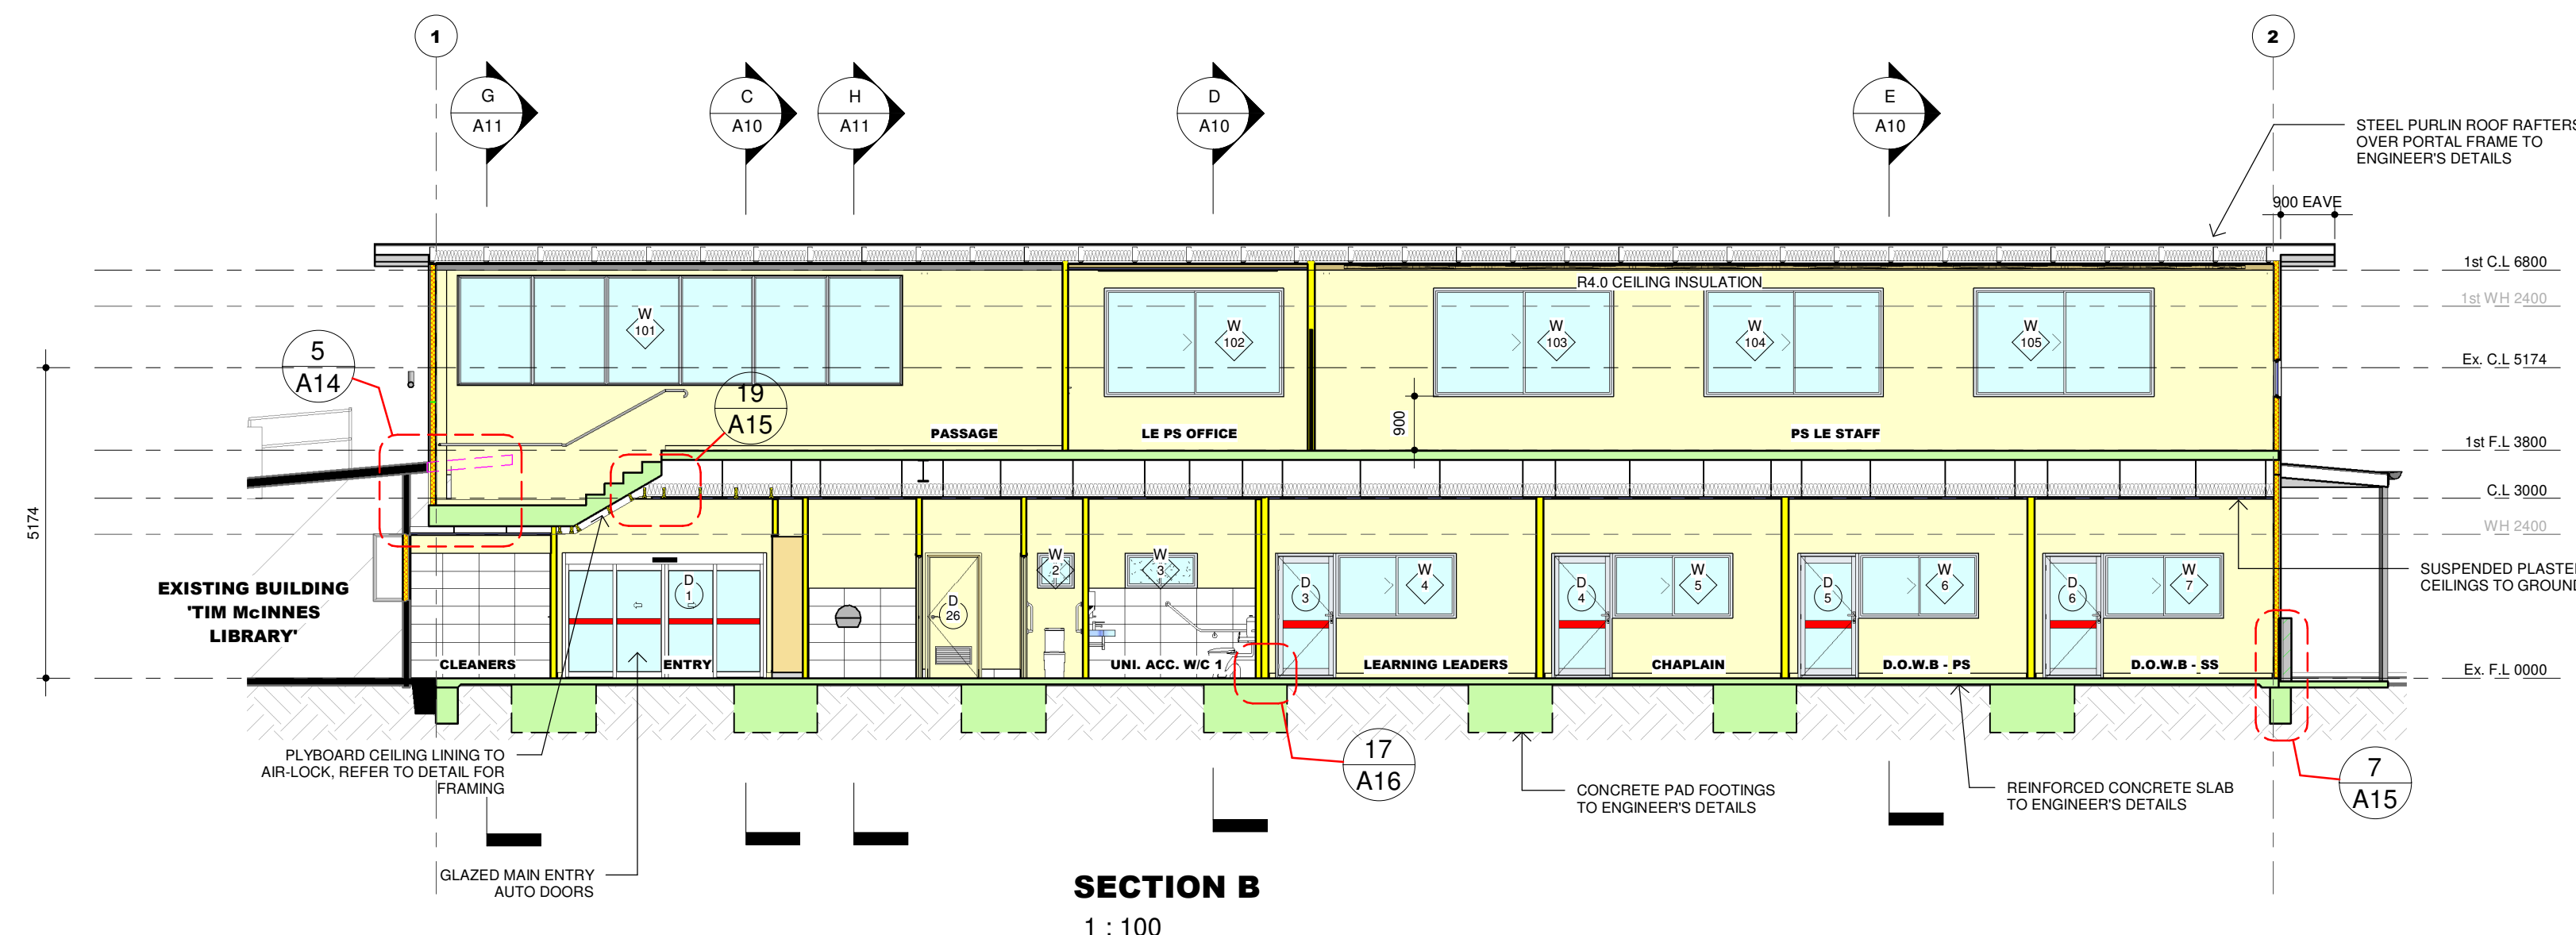 1
2
G
A11
C
A10
H
A11
D
A10
E
A10
STEEL PURLIN ROOF RAFTERS
OVER PORTAL FRAME TO
ENGINEER'S DETAILS
900 EAVE
1st C.L 6800
R4.0 CEILING INSULATION
1st WH 2400
W
101
W
102
W
103
W
104
W
105
5
A14
Ex. C.L 5174
19
A15
900
PASSAGE
LE PS OFFICE
PS LE STAFF
1st F.L 3800
C.L 3000
5174
WH 2400
EXISTING BUILDING
'TIM McINNES
LIBRARY'
D
1
D
26
W
2
W
3
D
3
W
4
D
4
W
5
D
5
W
6
D
6
W
7
SUSPENDED PLASTE
CEILINGS TO GROUN
CLEANERS
ENTRY
UNI. ACC. W/C 1
LEARNING LEADERS
CHAPLAIN
D.O.W.B - PS
D.O.W.B - SS
Ex. F.L 0000
PLYBOARD CEILING LINING TO
AIR-LOCK, REFER TO DETAIL FOR
FRAMING
17
A16
CONCRETE PAD FOOTINGS
TO ENGINEER'S DETAILS
REINFORCED CONCRETE SLAB
TO ENGINEER'S DETAILS
7
A15
GLAZED MAIN ENTRY
AUTO DOORS
SECTION B
1 : 100